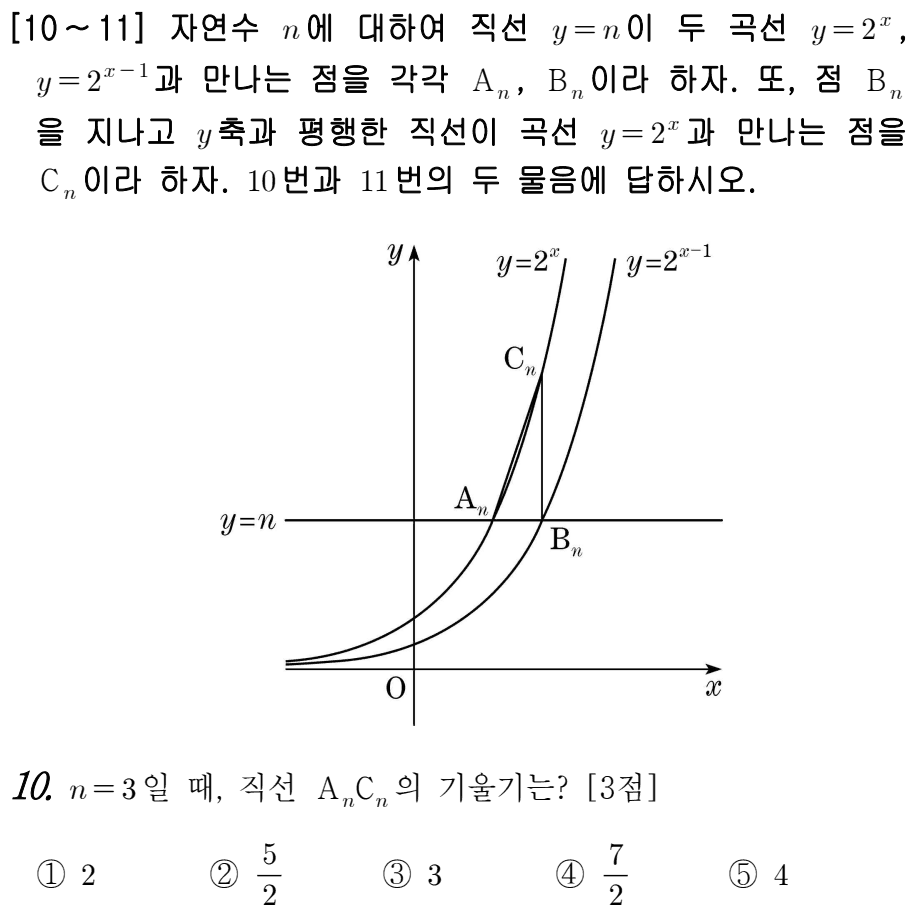 [10～11] 자연수 n에 대하여 직선 y=n이 두 곡선 y=2^x,
y=2^{x-1}과 만나는 점을 각각 A_n, B_n이라 하자. 또, 점 B_n
을 지나고 y축과 평행한 직선이 곡선 y=2^x과 만나는 점을
C_n이라 하자. 10번과 11번의 두 물음에 답하시오.
y
y=2^x
y=2^{x-1}
C_n
A_n
y=n
B_n
O
x
10. n=3일 때, 직선 A_nC_n의 기울기는? [3점]
① 2 ② 5/2 ③ 3 ④ 7/2 ⑤ 4